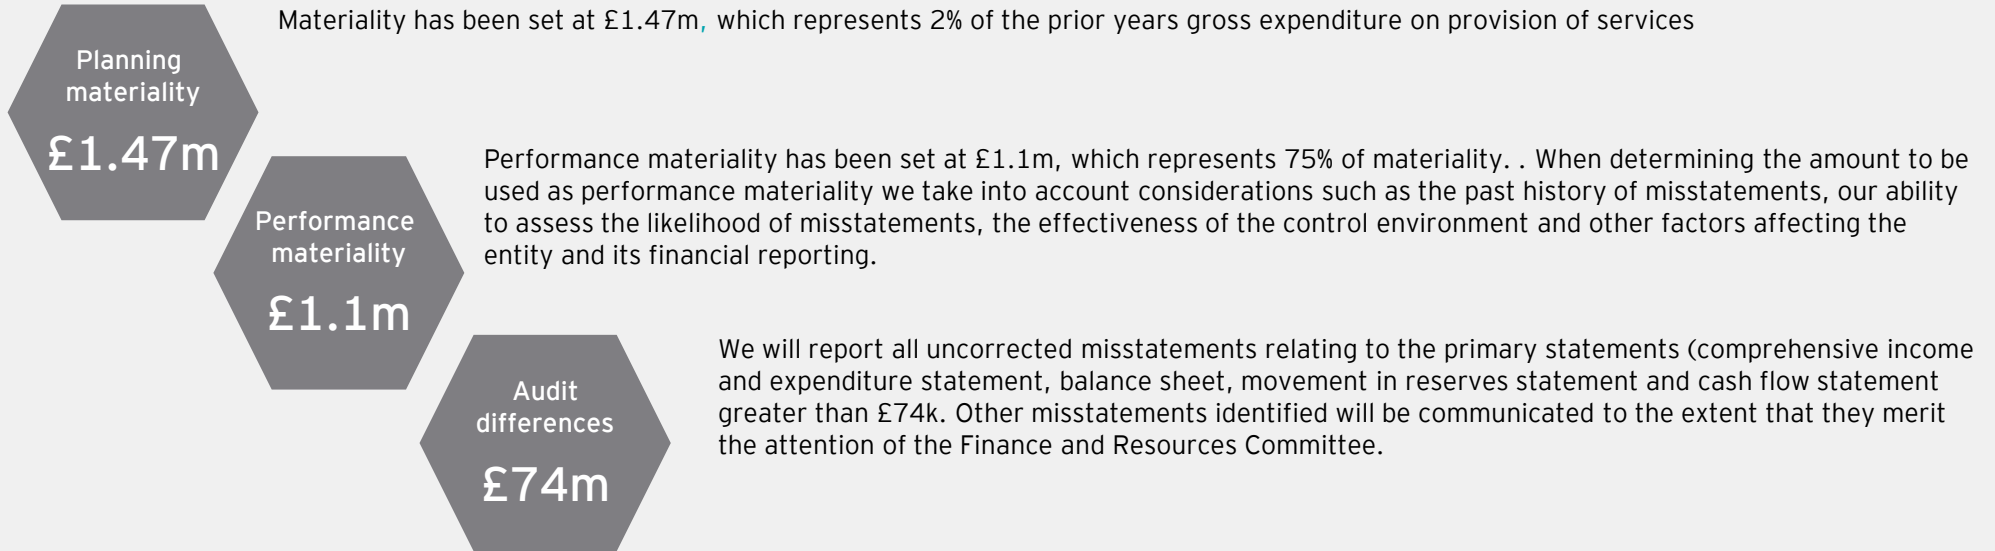 Materiality has been set at £1.47m, which represents 2% of the prior years gross expenditure on provision of services
Planning
materiality
£1.47m
Performance materiality has been set at £1.1m, which represents 75% of materiality. . When determining the amount to be
used as performance materiality we take into account considerations such as the past history of misstatements, our ability
to assess the likelihood of misstatements, the effectiveness of the control environment and other factors affecting the
entity and its financial reporting.
Performance
materiality
£1.1m
We will report all uncorrected misstatements relating to the primary statements (comprehensive income
and expenditure statement, balance sheet, movement in reserves statement and cash flow statement
greater than £74k. Other misstatements identified will be communicated to the extent that they merit
the attention of the Finance and Resources Committee.
Audit
differences
£74m